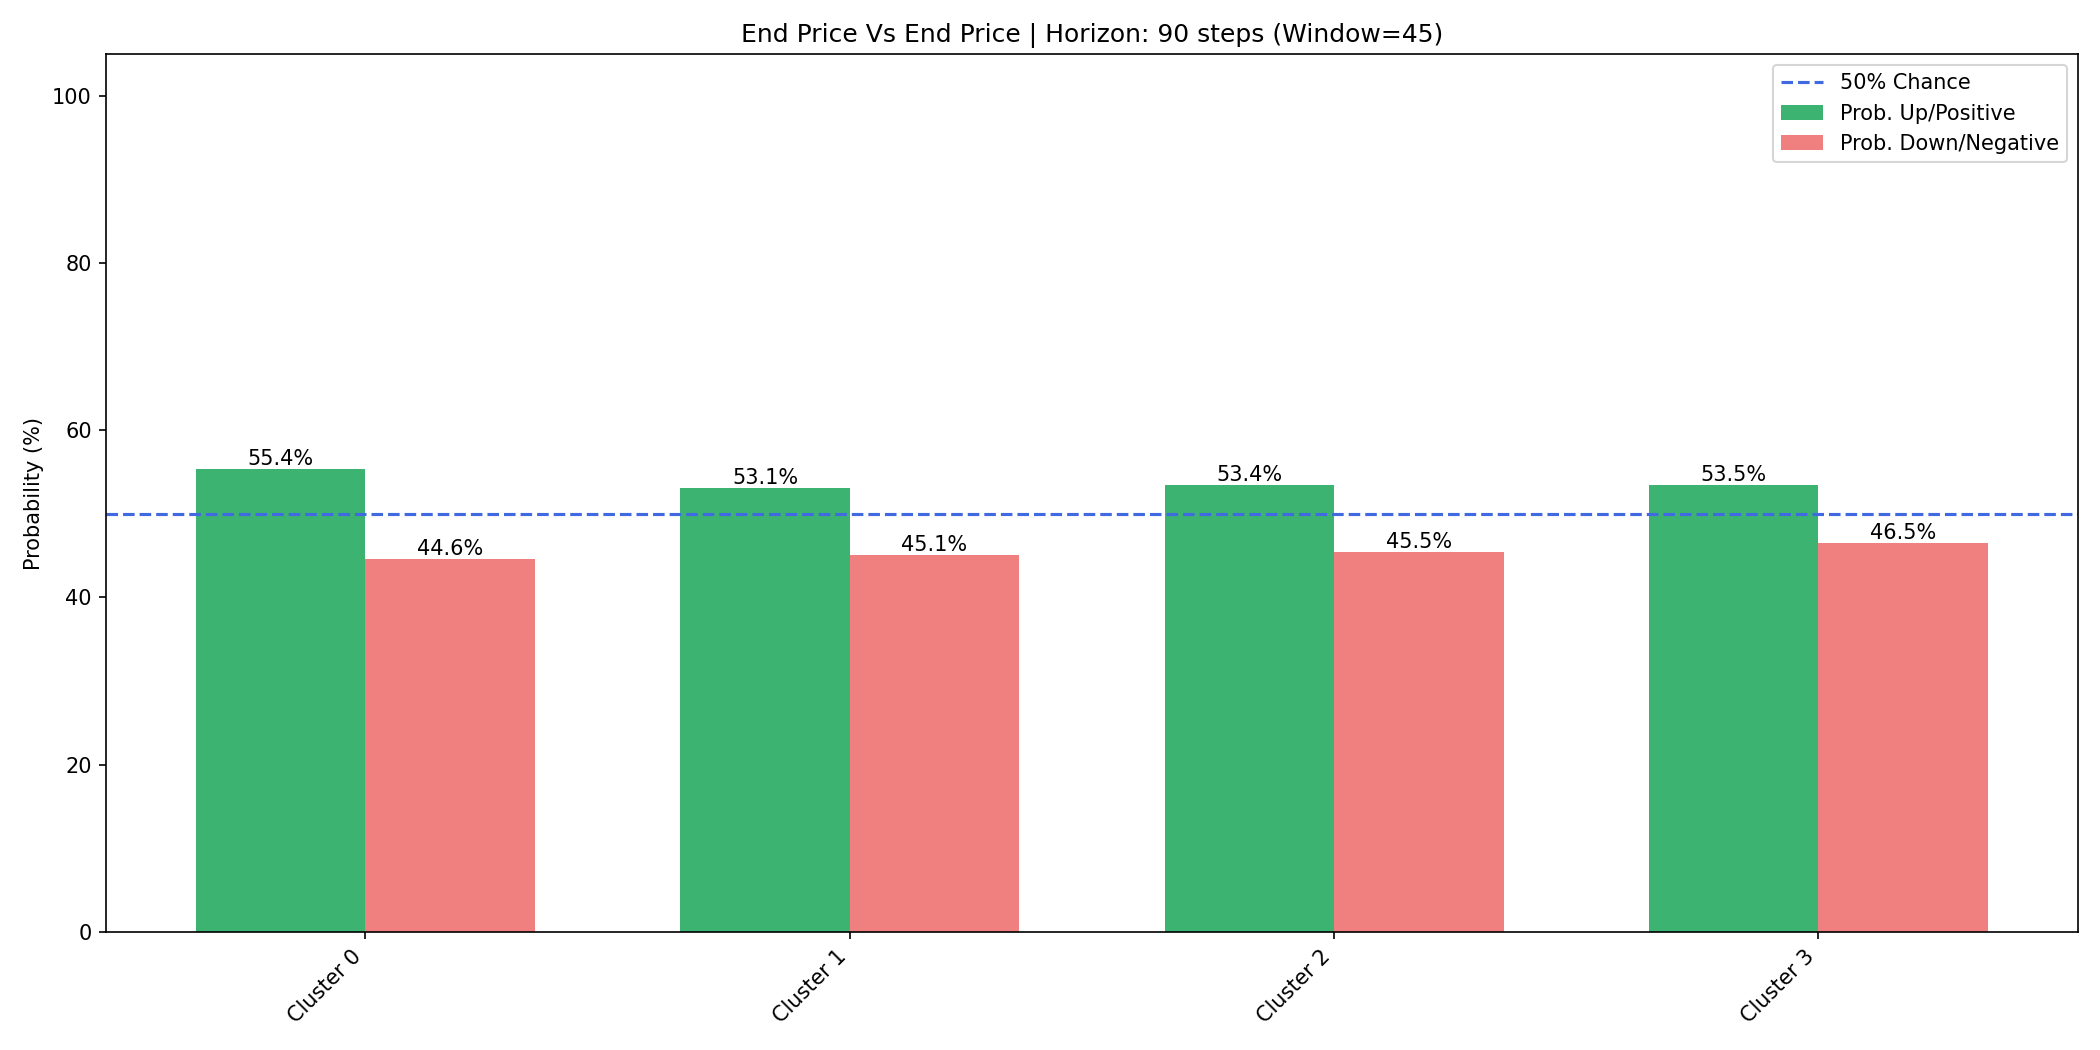 End Price Vs End Price | Horizon: 90 steps (Window=45)
50% Chance
Prob. Up/Positive
Prob. Down/Negative
Probability (%)
100
80
60
40
20
0
55.4%
44.6%
53.1%
45.1%
53.4%
45.5%
53.5%
46.5%
Cluster 0
Cluster 1
Cluster 2
Cluster 3